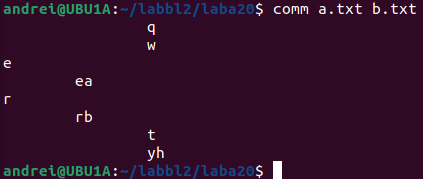 andrei@UBU1A:~/labbl2/laba20$ comm a.txt b.txt
q
w
e
ea
r
rb
t
yh
andrei@UBU1A:~/labbl2/laba20$